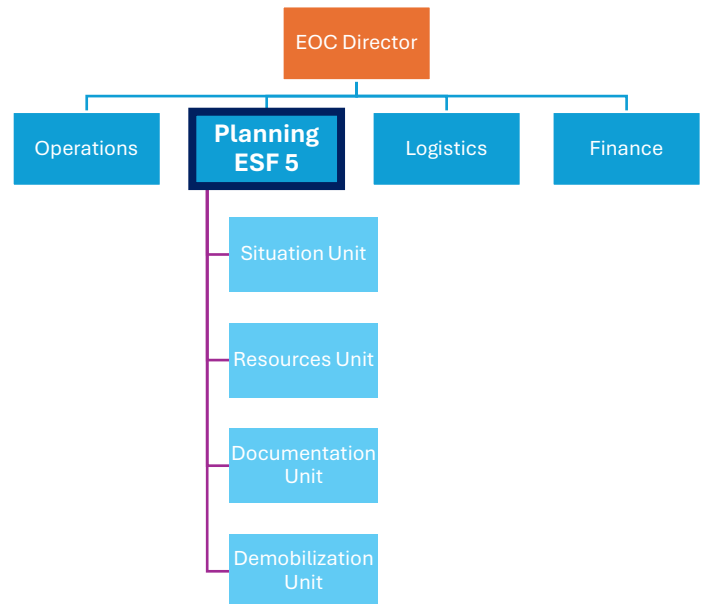 EOC Director
Operations
Planning
ESF 5
Logistics
Finance
Situation Unit
Resources Unit
Documentation
Unit
Demobilization
Unit